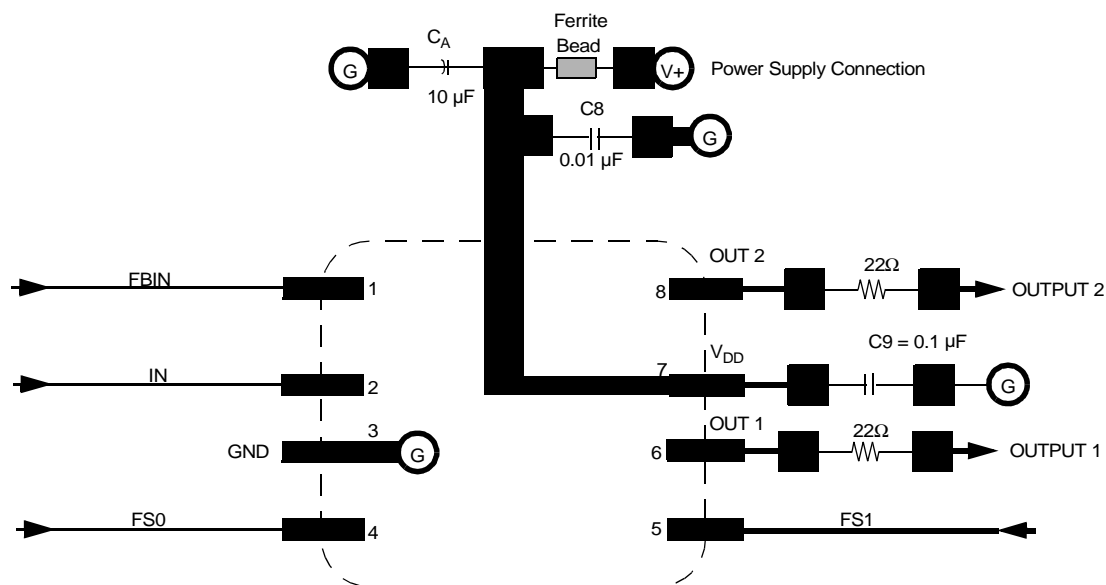 Ferrite
Bead
C_A
G
V+
Power Supply Connection
10 µF
C8
G
0.01 µF
OUT 2
22Ω
FBIN
1
8
OUTPUT 2
C9 = 0.1 µF
V_DD
IN
2
7
G
3
OUT 1
22Ω
GND
G
6
OUTPUT 1
FS0
4
5
FS1